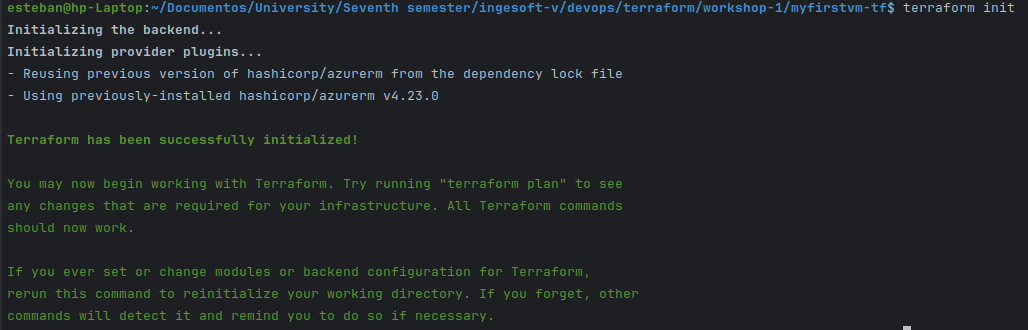 esteban@hp-Laptop:~/Documentos/University/Seventh semester/ingesoft-v/devops/terraform/workshop-1/myfirstvm-tf$ terraform init
Initializing the backend...
Initializing provider plugins...
- Reusing previous version of hashicorp/azurerm from the dependency lock file
- Using previously-installed hashicorp/azurerm v4.23.0
Terraform has been successfully initialized!
You may now begin working with Terraform. Try running "terraform plan" to see
any changes that are required for your infrastructure. All Terraform commands
should now work.
If you ever set or change modules or backend configuration for Terraform,
rerun this command to reinitialize your working directory. If you forget, other
commands will detect it and remind you to do so if necessary.